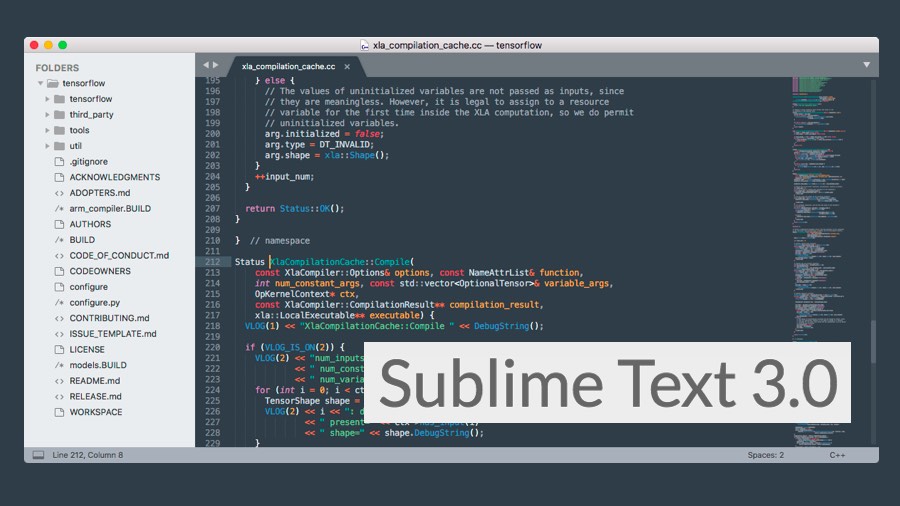 xla_compilation_cache.cc — tensorflow
FOLDERS
tensorflow
tensorflow
third_party
tools
util
.gitignore
ACKNOWLEDGMENTS
<> ADOPTERS.md
/* arm_compiler.BUILD
AUTHORS
/* BUILD
<> CODE_OF_CONDUCT.md
CODEOWNERS
configure
/* configure.py
<> CONTRIBUTING.md
<> ISSUE_TEMPLATE.md
LICENSE
/* models.BUILD
<> README.md
<> RELEASE.md
WORKSPACE
xla_compilation_cache.cc ×
195 } else {
196 // The values of uninitialized variables are not passed as inputs, since
197 // they are meaningless. However, it is legal to assign to a resource
198 // variable for the first time inside the XLA computation, so we do permit
199 // uninitialized variables.
200 arg.initialized = false;
201 arg.type = DT_INVALID;
202 arg.shape = xla::Shape();
203 }
204 ++input_num;
205 }
206
207 return Status::OK();
208 }
209
210 } // namespace
211
212 Status XlaCompilationCache::Compile(
213 const XlaCompiler::Options& options, const NameAttrList& function,
214 int num_constant_args, const std::vector<OptionalTensor>& variable_args,
215 OpKernelContext* ctx,
216 const XlaCompiler::CompilationResult** compilation_result,
217 xla::LocalExecutable** executable) {
218 VLOG(1) << "XlaCompilationCache::Compile " << DebugString();
219
220 if (VLOG_IS_ON(2)) {
221 VLOG(2) << "num_inputs
222 << " num_const
223 << " num_varia
224 for (int i = 0; i < ct
225 TensorShape shape =
226 VLOG(2) << i << ": d
227 << " present
228 << " shape=" << shape.DebugString();
229 }
Sublime Text 3.0
Line 212, Column 8
Spaces: 2
C++